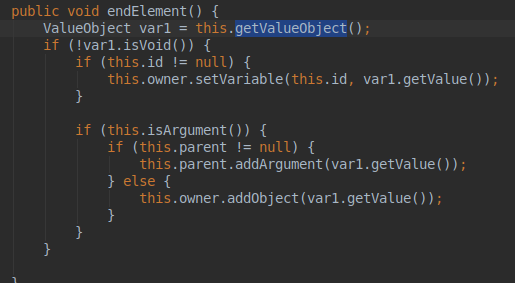 public void endElement() {
    ValueObject var1 = this.getValueObject();
    if (!var1.isVoid()) {
        if (this.id != null) {
            this.owner.setVariable(this.id, var1.getValue());
        }

        if (this.isArgument()) {
            if (this.parent != null) {
                this.parent.addArgument(var1.getValue());
            } else {
                this.owner.addObject(var1.getValue());
            }
        }
    }

}